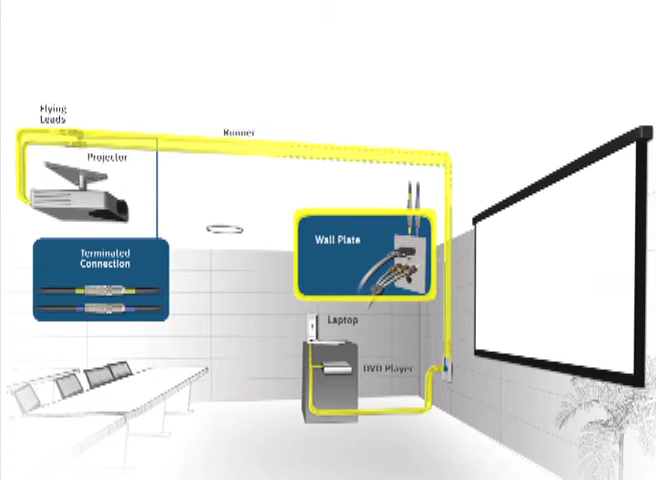 Flying
Leads
Runner
Projector
Wall Plate
Terminated
Connection
Laptop
DVD Player